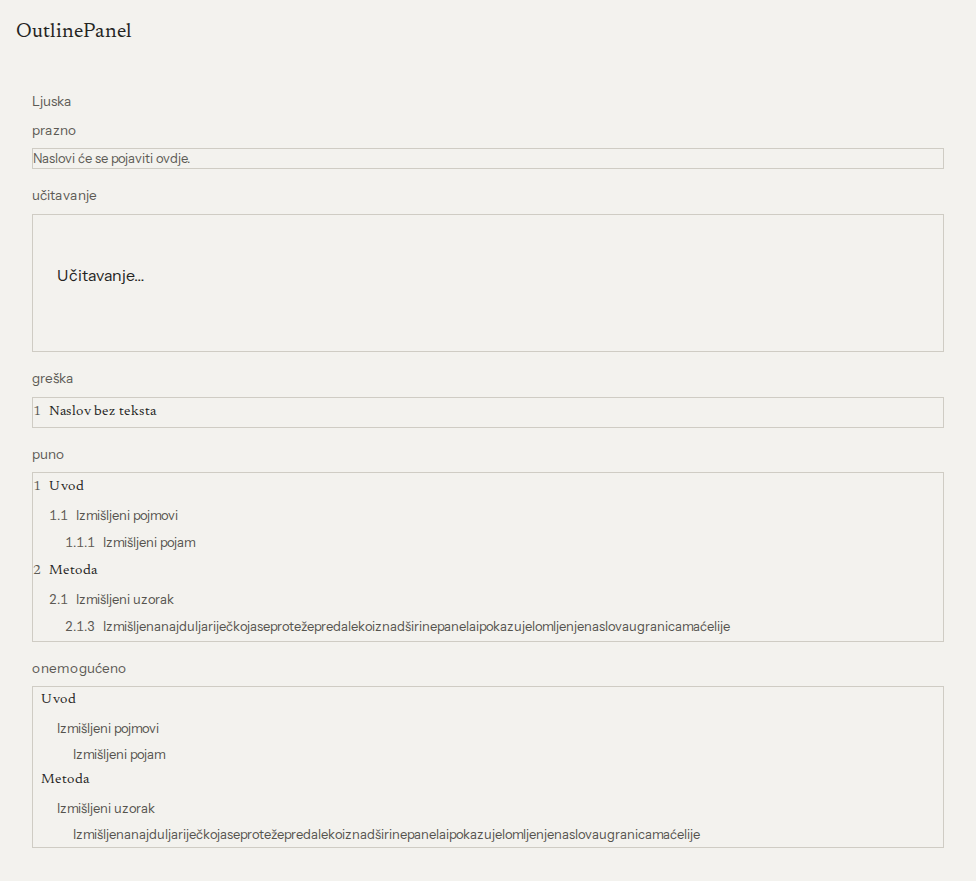 OutlinePanel
Ljuska
prazno
Naslovi će se pojaviti ovdje.
učitavanje
Učitavanje…
greška
1 Naslov bez teksta
puno
1 Uvod
1.1 Izmišljeni pojmovi
1.1.1 Izmišljeni pojam
2 Metoda
2.1 Izmišljeni uzorak
2.1.3 Izmišljenanajduljariječkojaseprotežepredalekoiznadširinepanelaipokazujelomljenjenaslovaugranicamaćelije
onemogućeno
Uvod
Izmišljeni pojmovi
Izmišljeni pojam
Metoda
Izmišljeni uzorak
Izmišljenanajduljariječkojaseprotežepredalekoiznadširinepanelaipokazujelomljenjenaslovaugranicamaćelije